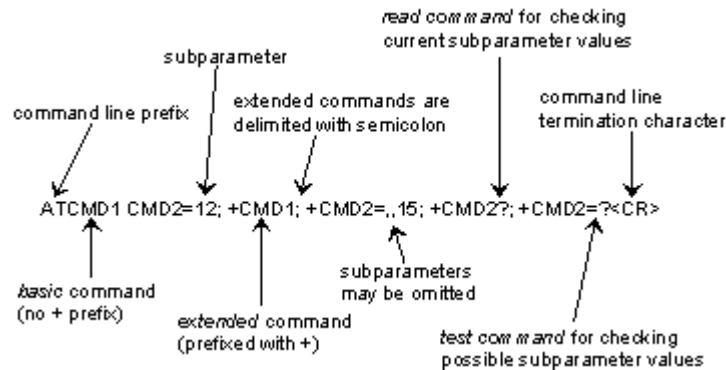 read command for checking
current subparameter values
subparameter
extended commands are
delimited with semicolon
command line
termination character
command line prefix
ATCMD1 CMD2=12; +CMD1; +CMD2=,,15; +CMD2?; +CMD2=?<CR>
basic command
(no + prefix)
extended command
(prefixed with +)
subparameters
may be omitted
test command for checking
possible subparameter values